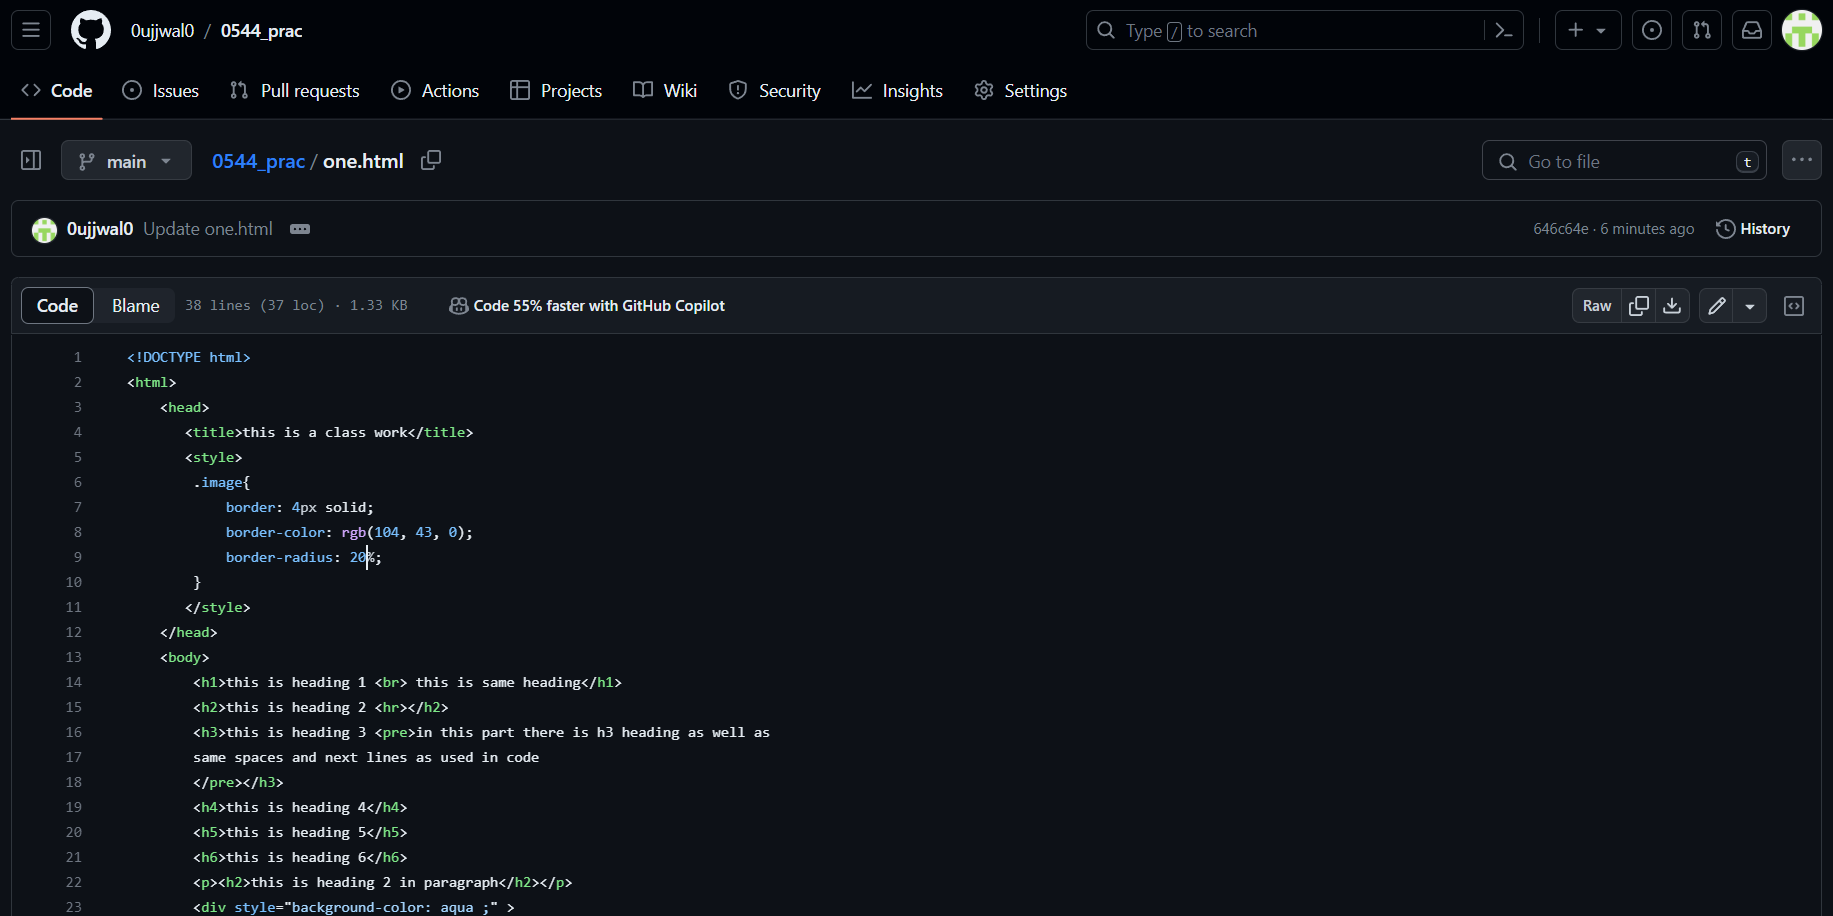 0ujjwal0 / 0544_prac
Type / to search
Code Issues Pull requests Actions Projects Wiki Security Insights Settings
main 0544_prac / one.html
Go to file t
0ujjwal0 Update one.html
646c64e · 6 minutes ago History
Code Blame 38 lines (37 loc) · 1.33 KB Code 55% faster with GitHub Copilot
Raw
1 <!DOCTYPE html>
2 <html>
3 <head>
4 <title>this is a class work</title>
5 <style>
6 .image{
7 border: 4px solid;
8 border-color: rgb(104, 43, 0);
9 border-radius: 20%;
10 }
11 </style>
12 </head>
13 <body>
14 <h1>this is heading 1 <br> this is same heading</h1>
15 <h2>this is heading 2 <hr></h2>
16 <h3>this is heading 3 <pre>in this part there is h3 heading as well as
17 same spaces and next lines as used in code
18 </pre></h3>
19 <h4>this is heading 4</h4>
20 <h5>this is heading 5</h5>
21 <h6>this is heading 6</h6>
22 <p><h2>this is heading 2 in paragraph</h2></p>
23 <div style="background-color: aqua ;" >